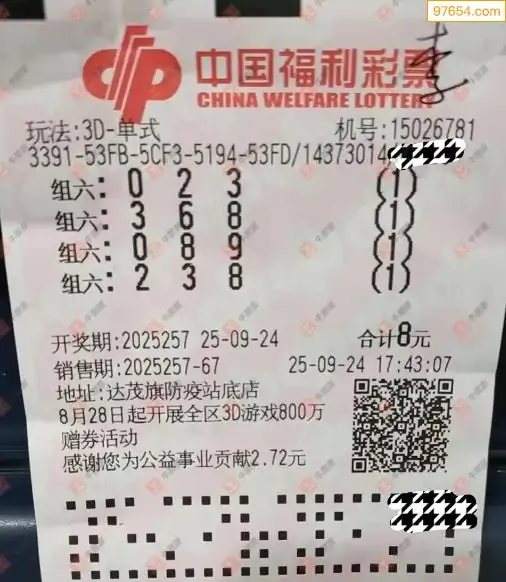 97654.com
中国福利彩票
CHINA WELFARE LOTTERY
玩法:3D-单式 机号:15026781
3391-53FB-5CF3-5194-53FD/14373014
组六: 0 2 3 (1)
组六: 3 6 8 (1)
组六: 0 8 9 (1)
组六: 2 3 8 (1)
开奖期:2025257 25-09-24 合计8元
销售期:2025257-67 25-09-24 17:43:07
地址:达茂旗防疫站底店
8月28日起开展全区3D游戏800万
赠券活动
感谢您为公益事业贡献2.72元